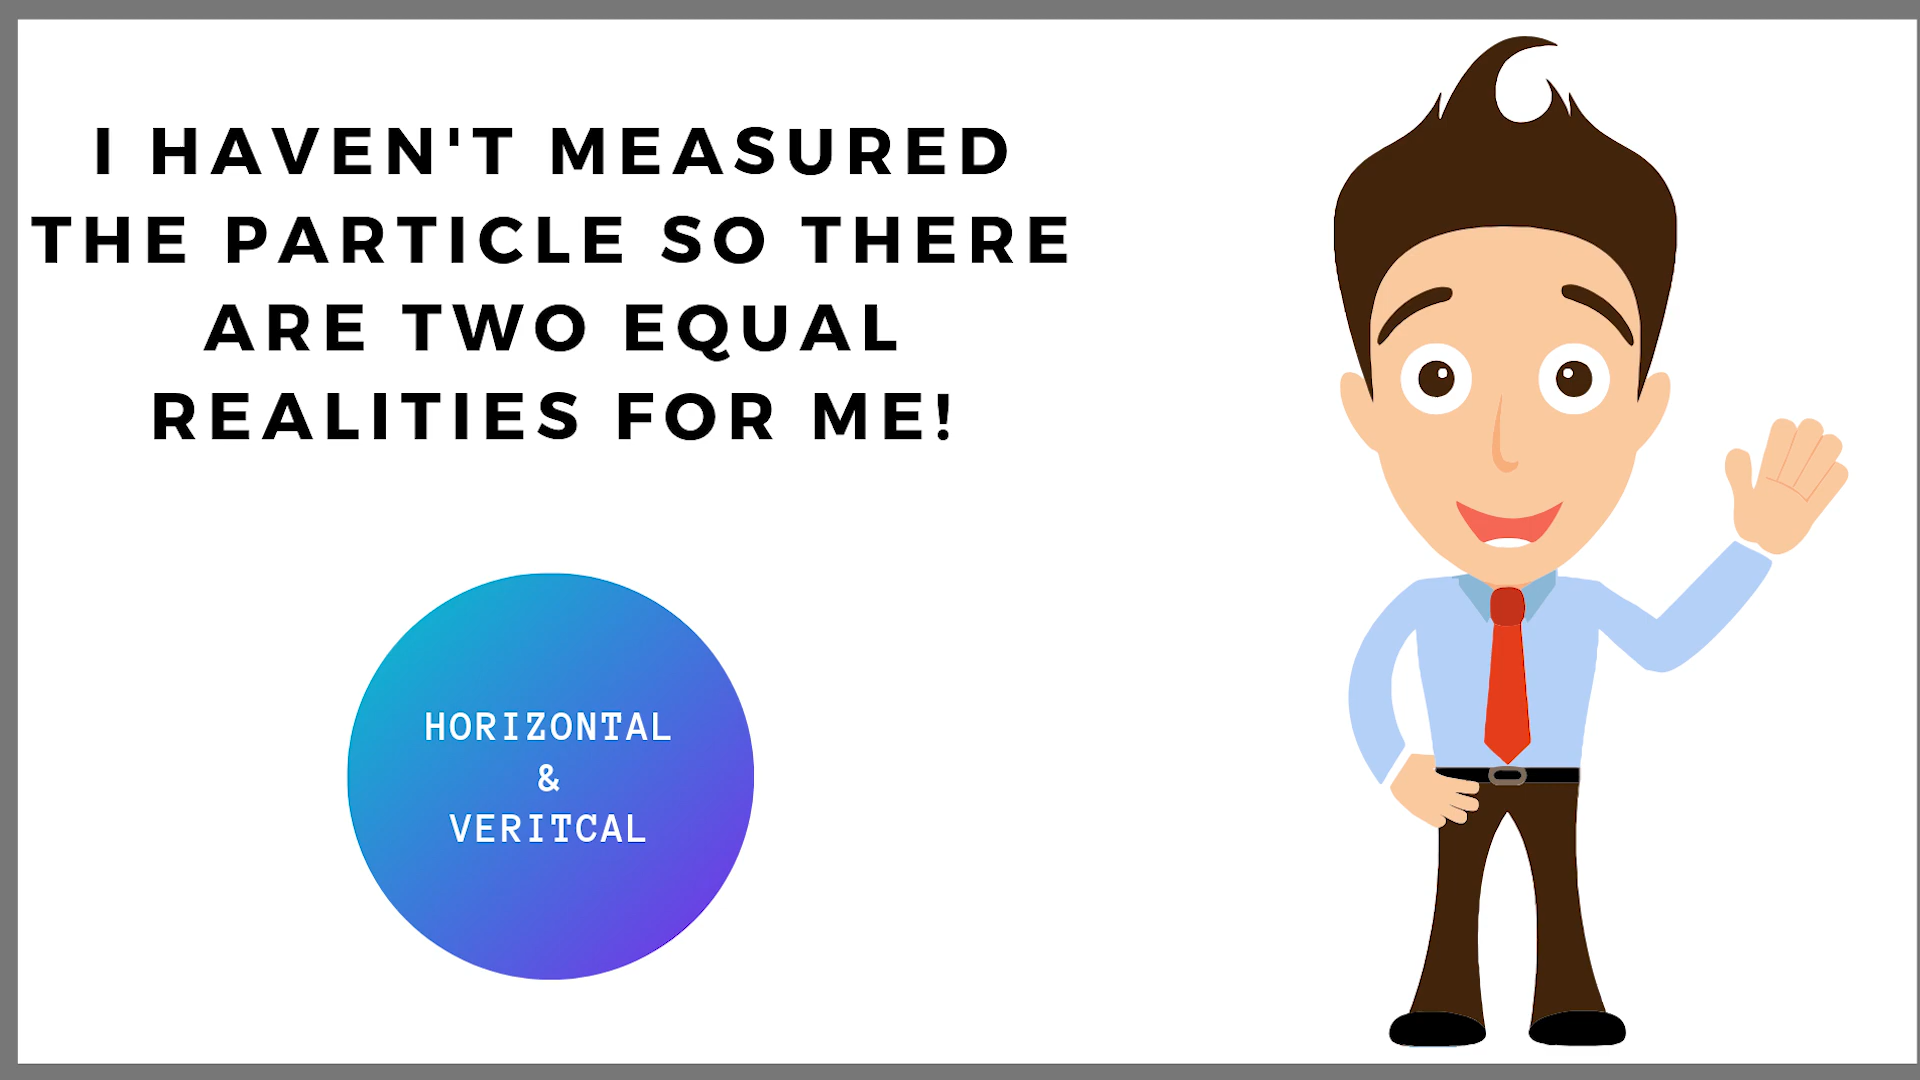 I HAVEN'T MEASURED
THE PARTICLE SO THERE
ARE TWO EQUAL
REALITIES FOR ME!
HORIZONTAL
&
VERITCAL